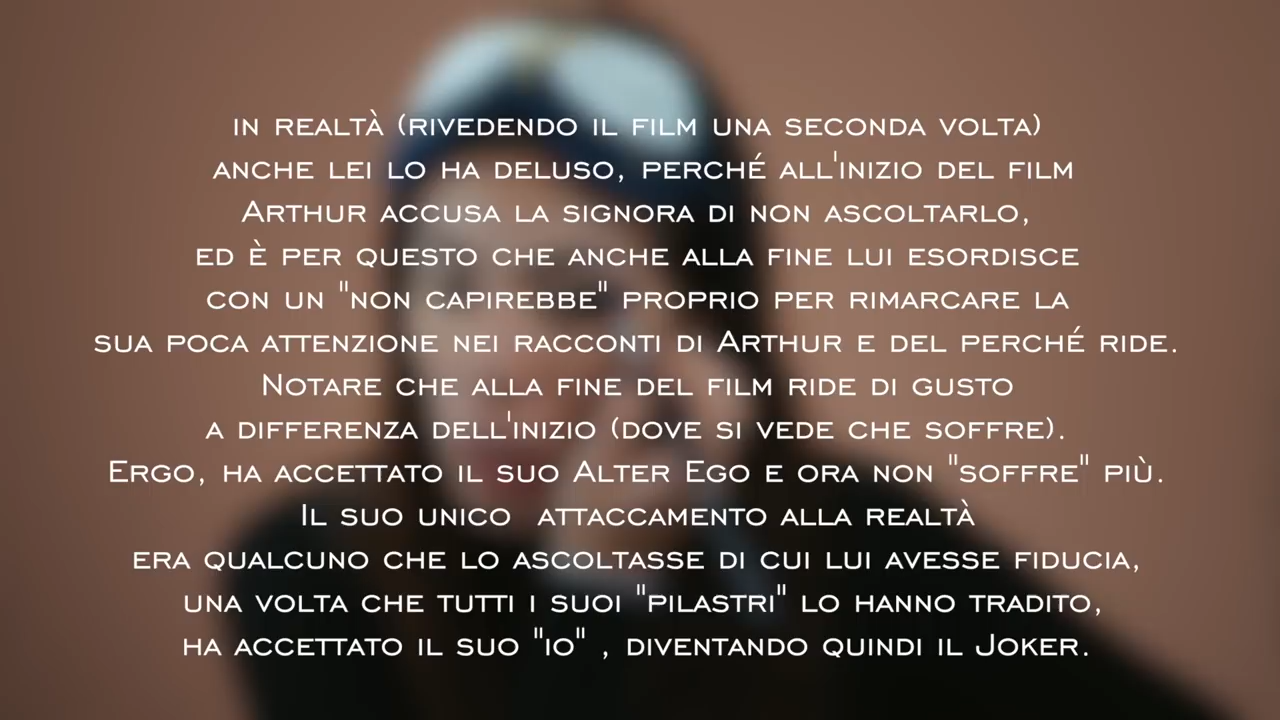 IN REALTÀ (RIVEDENDO IL FILM UNA SECONDA VOLTA)
ANCHE LEI LO HA DELUSO, PERCHÉ ALL'INIZIO DEL FILM
ARTHUR ACCUSA LA SIGNORA DI NON ASCOLTARLO,
ED È PER QUESTO CHE ANCHE ALLA FINE LUI ESORDISCE
CON UN "NON CAPIREBBE" PROPRIO PER RIMARCARE LA
SUA POCA ATTENZIONE NEI RACCONTI DI ARTHUR E DEL PERCHÉ RIDE.
NOTARE CHE ALLA FINE DEL FILM RIDE DI GUSTO
A DIFFERENZA DELL'INIZIO (DOVE SI VEDE CHE SOFFRE).
ERGO, HA ACCETTATO IL SUO ALTER EGO E ORA NON "SOFFRE" PIÙ.
IL SUO UNICO  ATTACCAMENTO ALLA REALTÀ
ERA QUALCUNO CHE LO ASCOLTASSE DI CUI LUI AVESSE FIDUCIA,
UNA VOLTA CHE TUTTI I SUOI "PILASTRI" LO HANNO TRADITO,
HA ACCETTATO IL SUO "IO" , DIVENTANDO QUINDI IL JOKER.